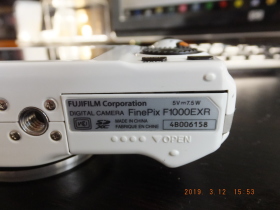 FUJIFILM Corporation 5V⎓7.5W
DIGITAL CAMERA FinePix F1000EXR
MADE IN CHINA
FABRIQUÉ EN CHINE
48006158
OPEN
2019. 3.12 15:53